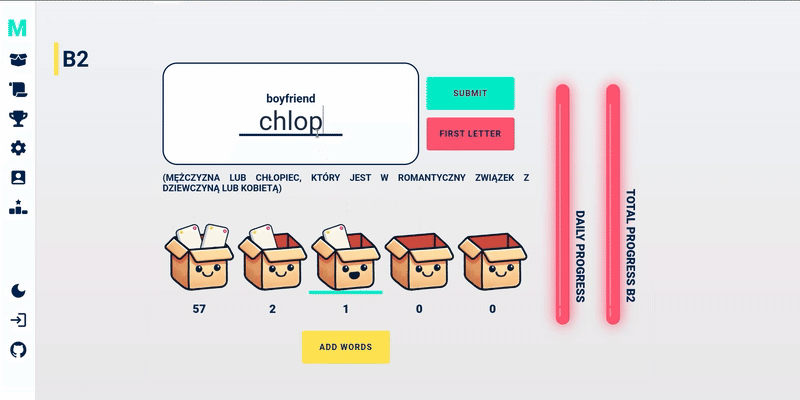 M
B2
boyfriend
chlop
SUBMIT
FIRST LETTER
(MĘŻCZYZNA LUB CHŁOPIEC, KTÓRY JEST W ROMANTYCZNY ZWIĄZEK Z
DZIEWCZYNĄ LUB KOBIETĄ)
57
2
1
0
0
ADD WORDS
DAILY PROGRESS
TOTAL PROGRESS B2